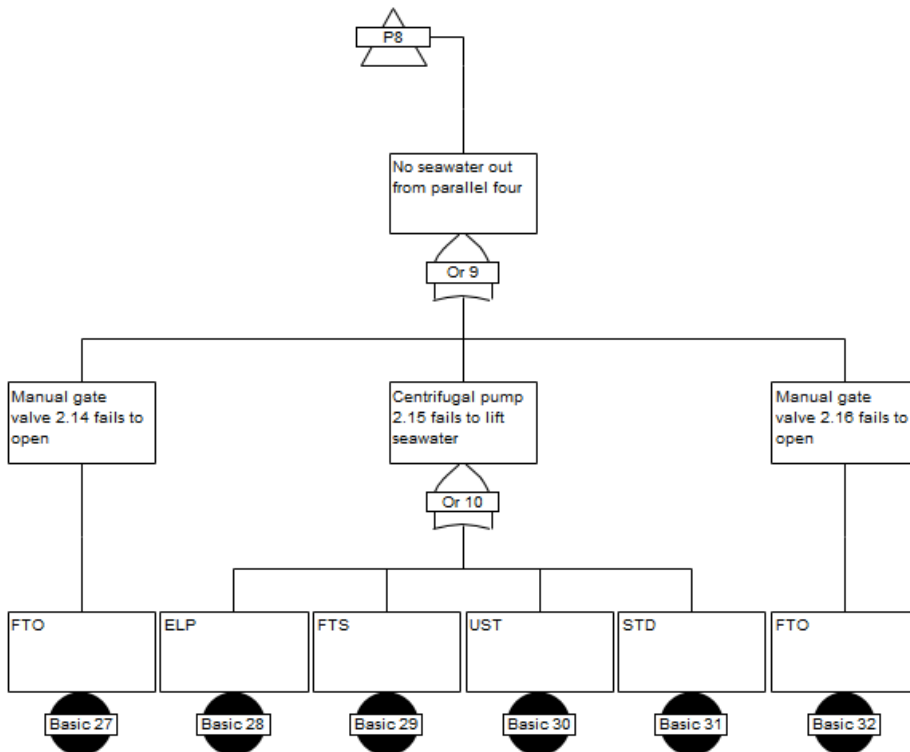 P8
No seawater out
from parallel four
Or 9
Manual gate
valve 2.14 fails to
open
Centrifugal pump
2.15 fails to lift
seawater
Manual gate
valve 2.16 fails to
open
Or 10
FTO
ELP
FTS
UST
STD
FTO
Basic 27
Basic 28
Basic 29
Basic 30
Basic 31
Basic 32